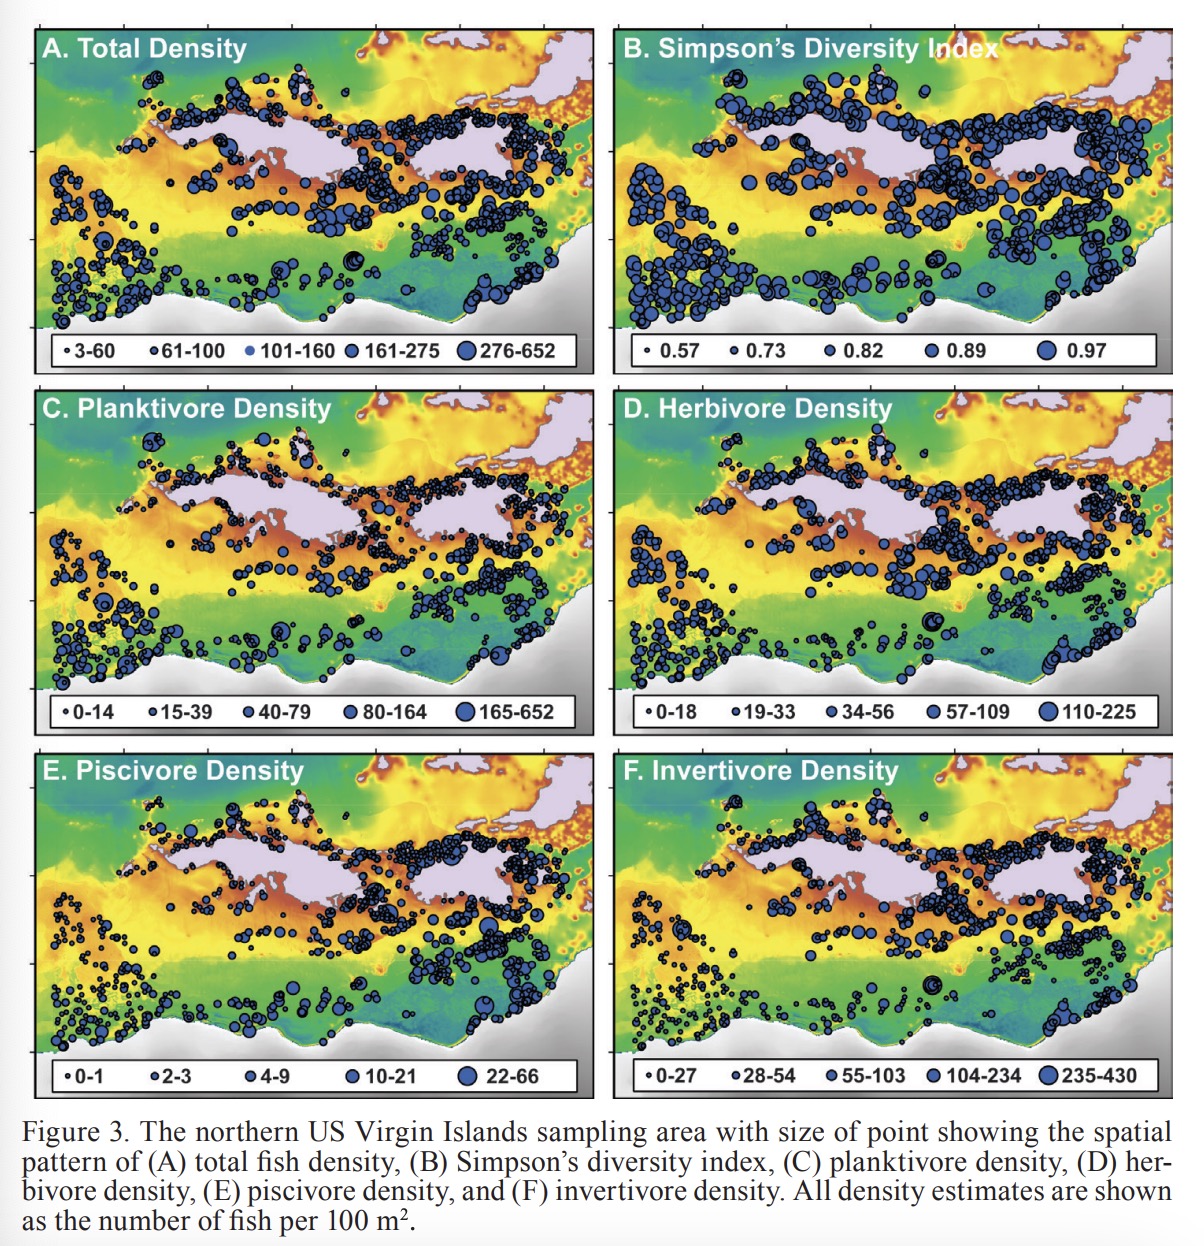 A. Total Density
B. Simpson's Diversity Index
3-60 61-100 101-160 161-275 276-652
0.57 0.73 0.82 0.89 0.97
C. Planktivore Density
D. Herbivore Density
0-14 15-39 40-79 80-164 165-652
0-18 19-33 34-56 57-109 110-225
E. Piscivore Density
F. Invertivore Density
0-1 2-3 4-9 10-21 22-66
0-27 28-54 55-103 104-234 235-430
Figure 3. The northern US Virgin Islands sampling area with size of point showing the spatial
pattern of (A) total fish density, (B) Simpson's diversity index, (C) planktivore density, (D) her-
bivore density, (E) piscivore density, and (F) invertivore density. All density estimates are shown
as the number of fish per 100 m².